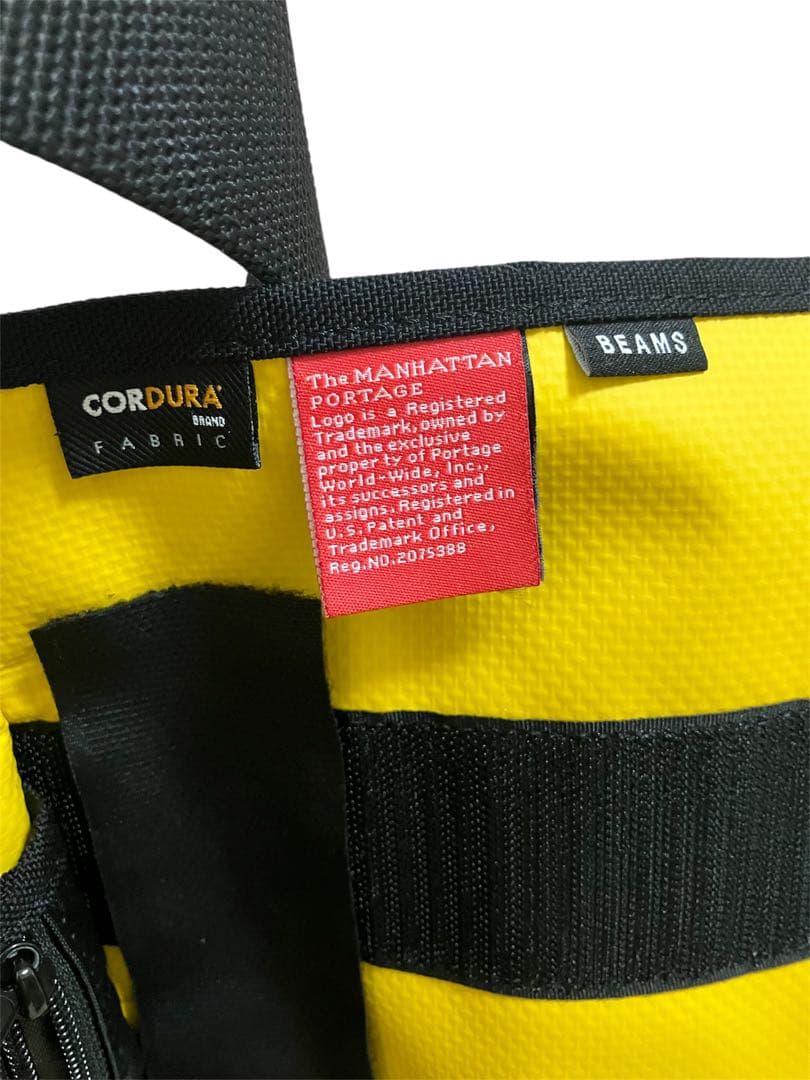 CORDURA
BRAND
FABRIC
The MANHATTAN
PORTAGE
Logo is a Registered
Trademark, owned by
and the exclusive
property of Portage
World-Wide, Inc.,
its successors and
assigns. Registered in
U.S. Patent and
Trademark Office,
Reg.NO.2075388
BEAMS